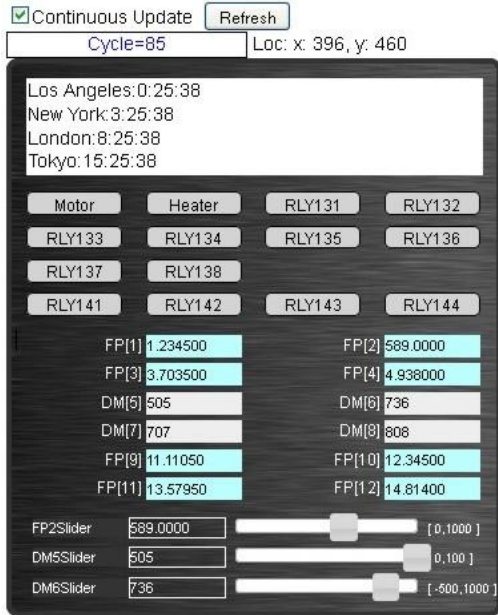 Continuous Update Refresh
Cycle=85 Loc: x: 396, y: 460
Los Angeles:0:25:38
New York:3:25:38
London:8:25:38
Tokyo:15:25:38
Motor Heater RLY131 RLY132
RLY133 RLY134 RLY135 RLY136
RLY137 RLY138
RLY141 RLY142 RLY143 RLY144
FP[1] 1.234500 FP[2] 589.0000
FP[3] 3.703500 FP[4] 4.938000
DM[5] 505 DM[6] 736
DM[7] 707 DM[8] 808
FP[9] 11.11050 FP[10] 12.34500
FP[11] 13.57950 FP[12] 14.81400
FP2Slider 589.0000 [ 0,1000 ]
DM5Slider 505 [ 0,100 ]
DM6Slider 736 [ -500,1000 ]